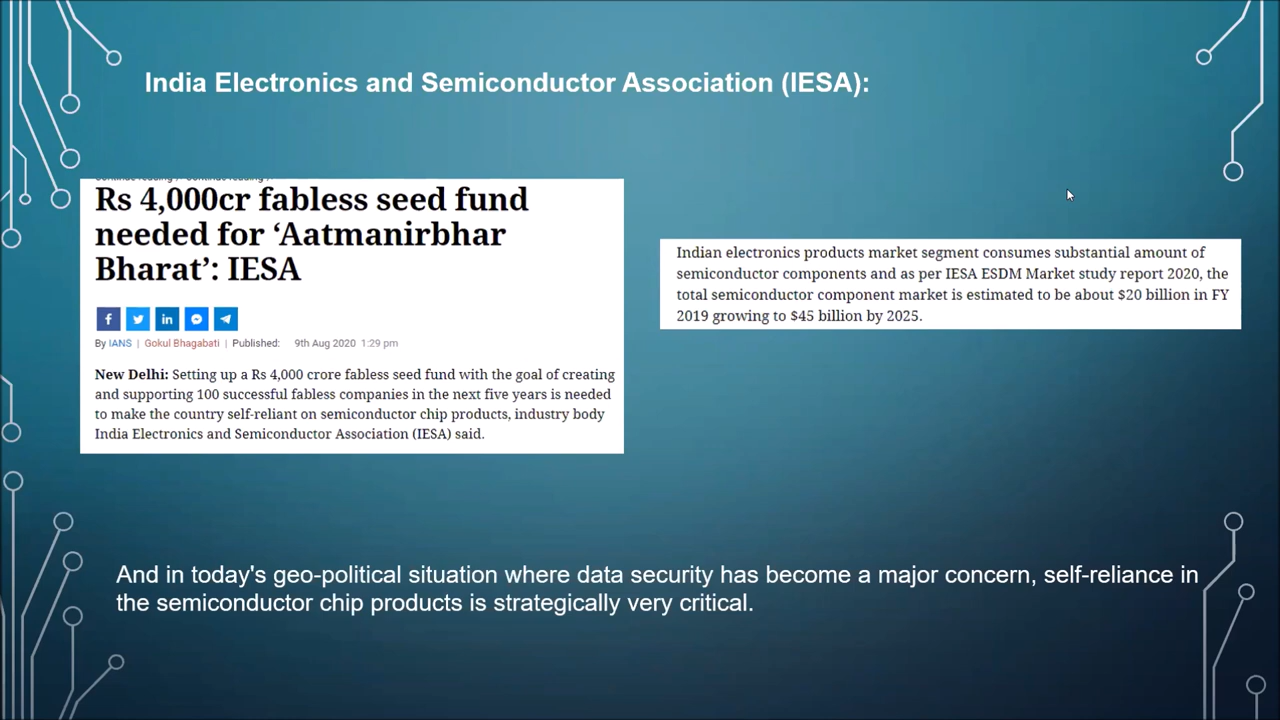 India Electronics and Semiconductor Association (IESA):
Rs 4,000cr fabless seed fund
needed for ‘Aatmanirbhar
Bharat’: IESA
By IANS | Gokul Bhagabati | Published: 9th Aug 2020 1:29 pm
New Delhi: Setting up a Rs 4,000 crore fabless seed fund with the goal of creating
and supporting 100 successful fabless companies in the next five years is needed
to make the country self-reliant on semiconductor chip products, industry body
India Electronics and Semiconductor Association (IESA) said.
Indian electronics products market segment consumes substantial amount of
semiconductor components and as per IESA ESDM Market study report 2020, the
total semiconductor component market is estimated to be about $20 billion in FY
2019 growing to $45 billion by 2025.
And in today's geo-political situation where data security has become a major concern, self-reliance in
the semiconductor chip products is strategically very critical.